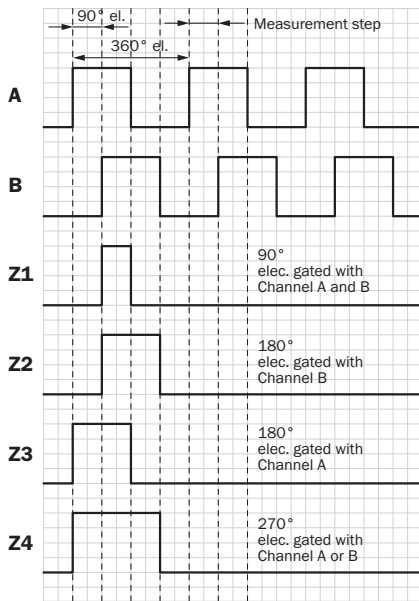 90° el.
Measurement step
360° el.
A
B
Z1
90°
elec. gated with
Channel A and B
Z2
180°
elec. gated with
Channel B
Z3
180°
elec. gated with
Channel A
Z4
270°
elec. gated with
Channel A or B